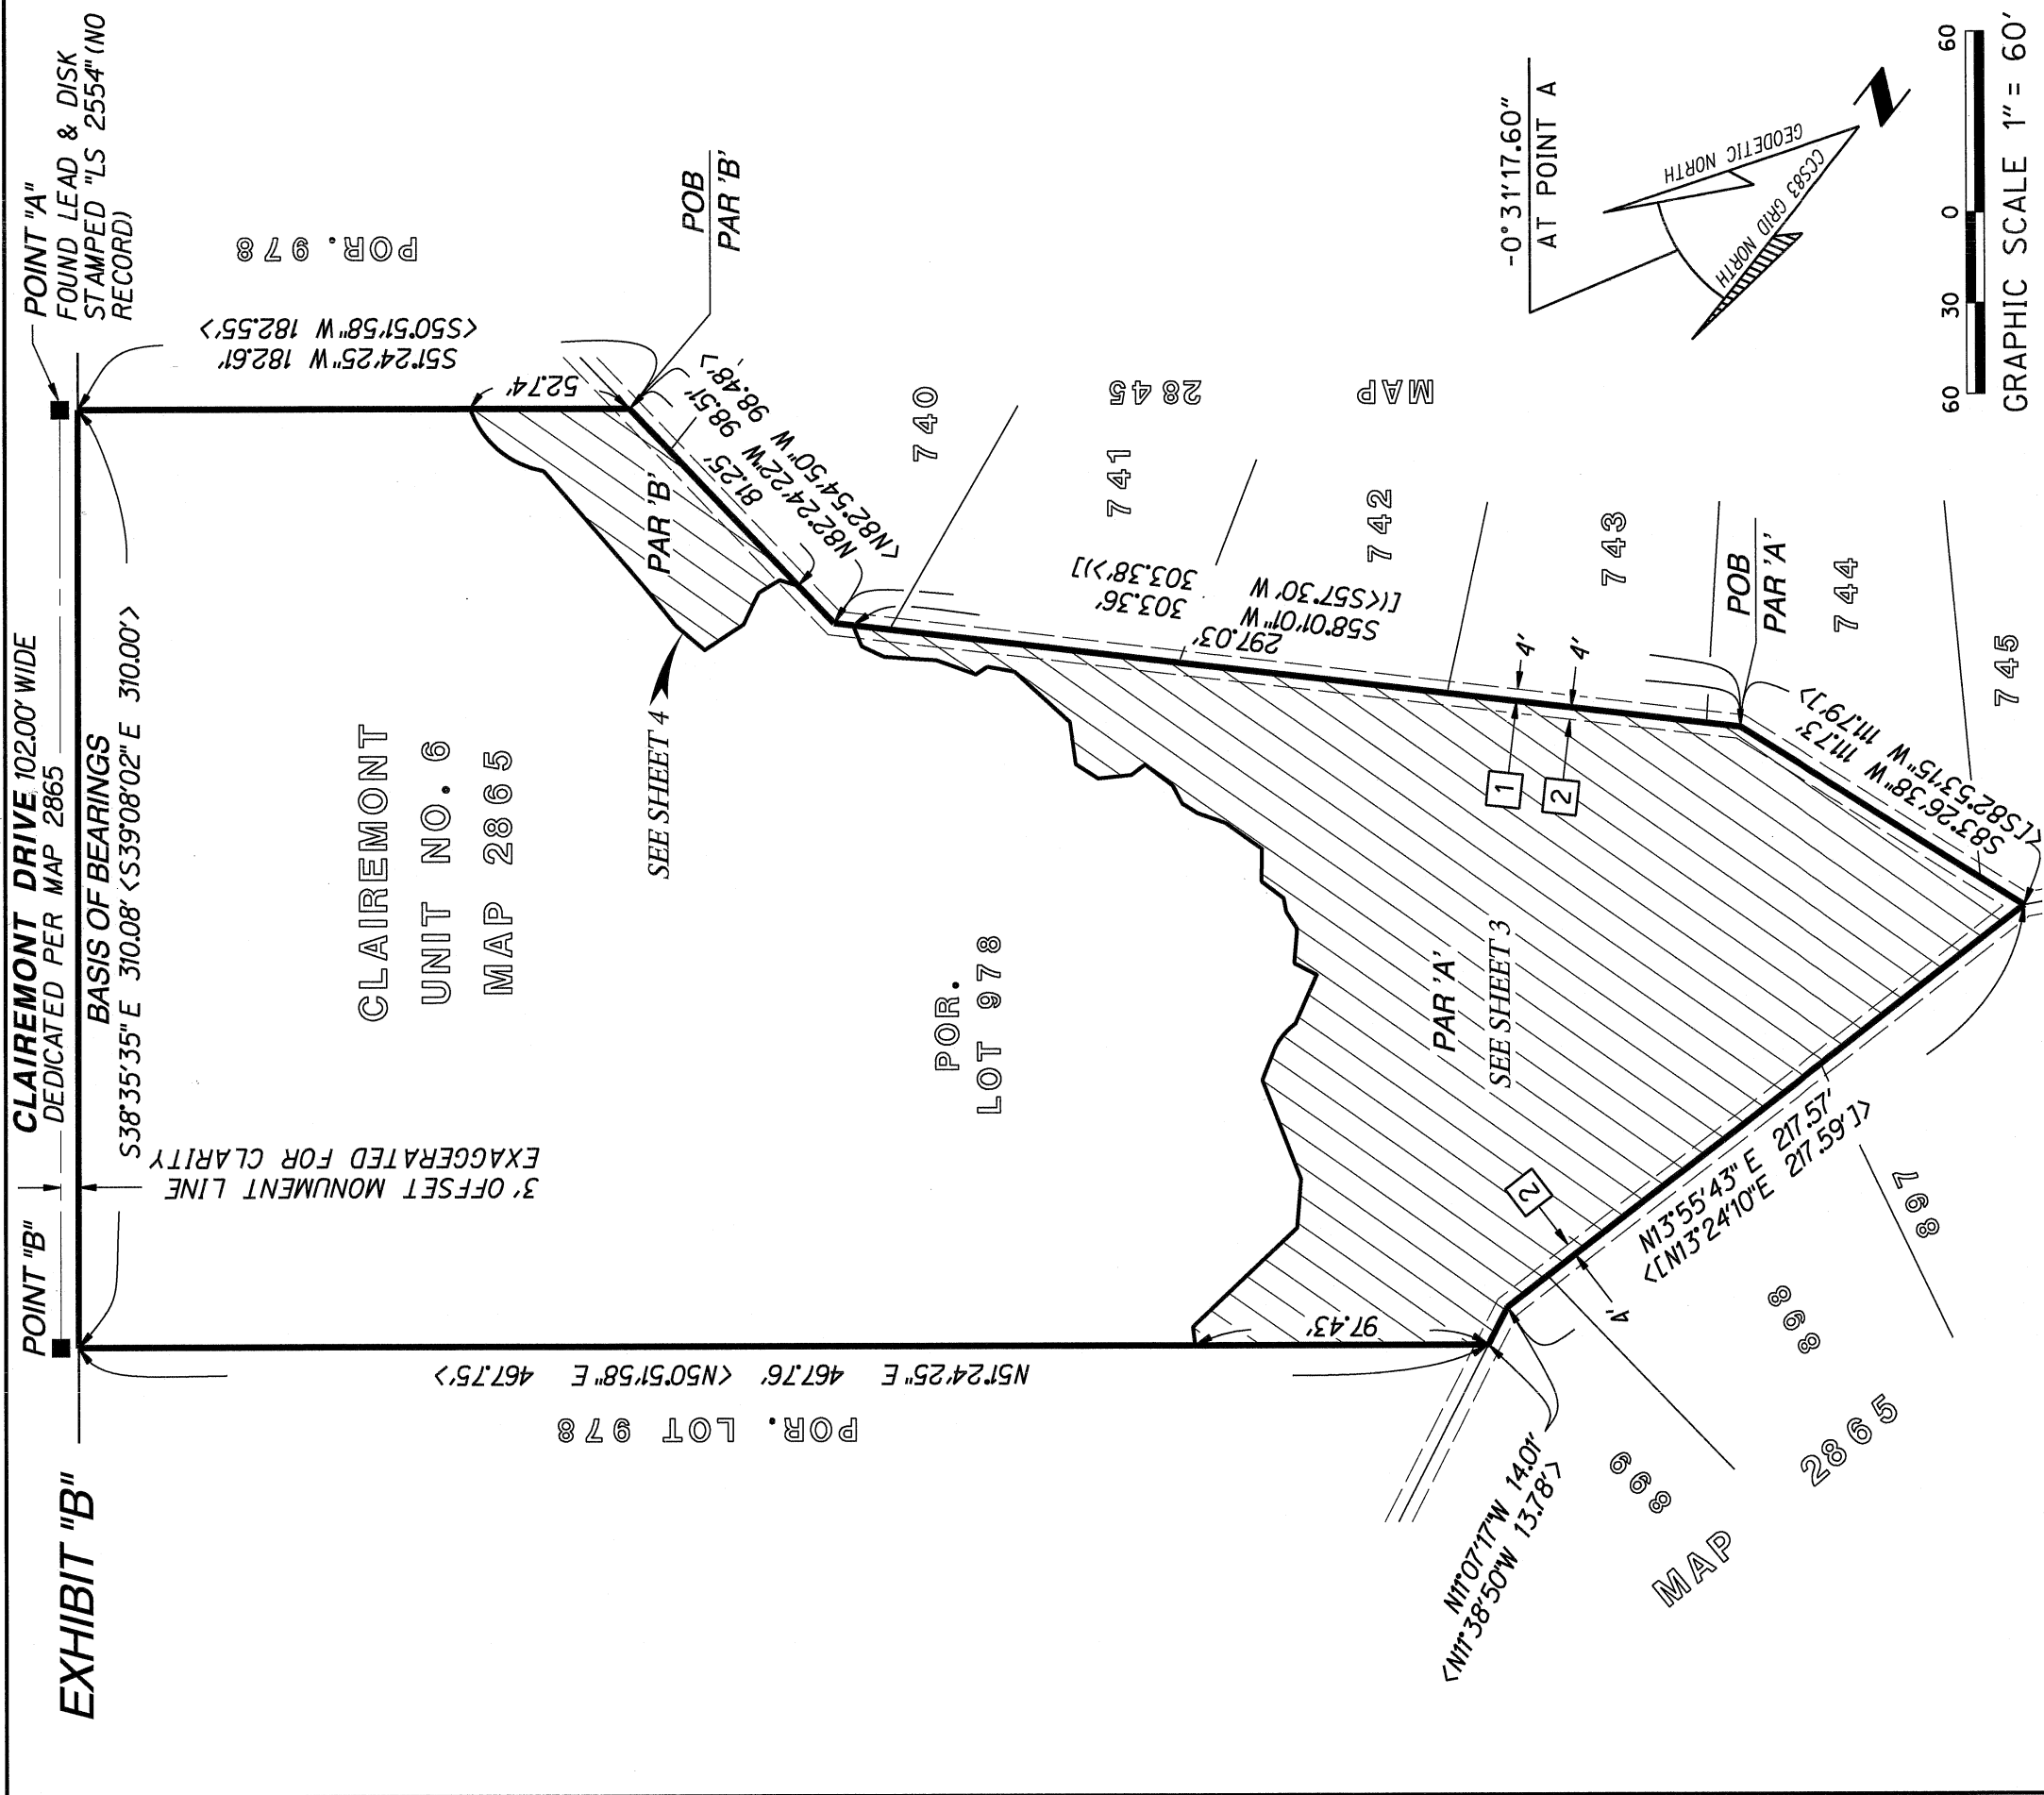 EXHIBIT "B"
POINT "B"
CLAIREMONT DRIVE 102.00' WIDE
DEDICATED PER MAP 2865
BASIS OF BEARINGS
S38°35'35" E 310.08' <S39°08'02" E 310.00'>
3' OFFSET MONUMENT LINE
EXAGGERATED FOR CLARITY
POINT "A"
FOUND LEAD & DISK
STAMPED "LS 2554" (NO
RECORD)
S51°24'25" W 182.61'
<S50°51'58" W 182.55'>
POR. 978
52.74'
POB
PAR 'B'
PAR 'B'
81.25'
N82°24'22"W 98.51'
<N82°54'50"W 98.48'>
CLAIREMONT
UNIT NO. 6
MAP 2865
SEE SHEET 4
POR.
LOT 978
N51°24'25" E 467.76' <N50°51'58" E 467.75'>
POR. LOT 978
97.43'
740
741
2845
MAP
742
743
744
745
297.03'
S58°01'01" W 303.36'
[(<S57°30' W 303.38'>)]
1
4'
2
4'
POB
PAR 'A'
PAR 'A'
SEE SHEET 3
S83°26'38" W 111.73'
<[S82°53'15" W 111.79']>
2
4'
N13°55'43" E 217.57'
<[N13°24'10"E 217.59']>
N11°07'17"W 14.01'
<N11°38'50"W 13.78'>
897
898
899
MAP
2865
-0°31'17.60"
AT POINT A
GEODETIC NORTH
CCS83 GRID NORTH
60 30 0 60
GRAPHIC SCALE 1"= 60'